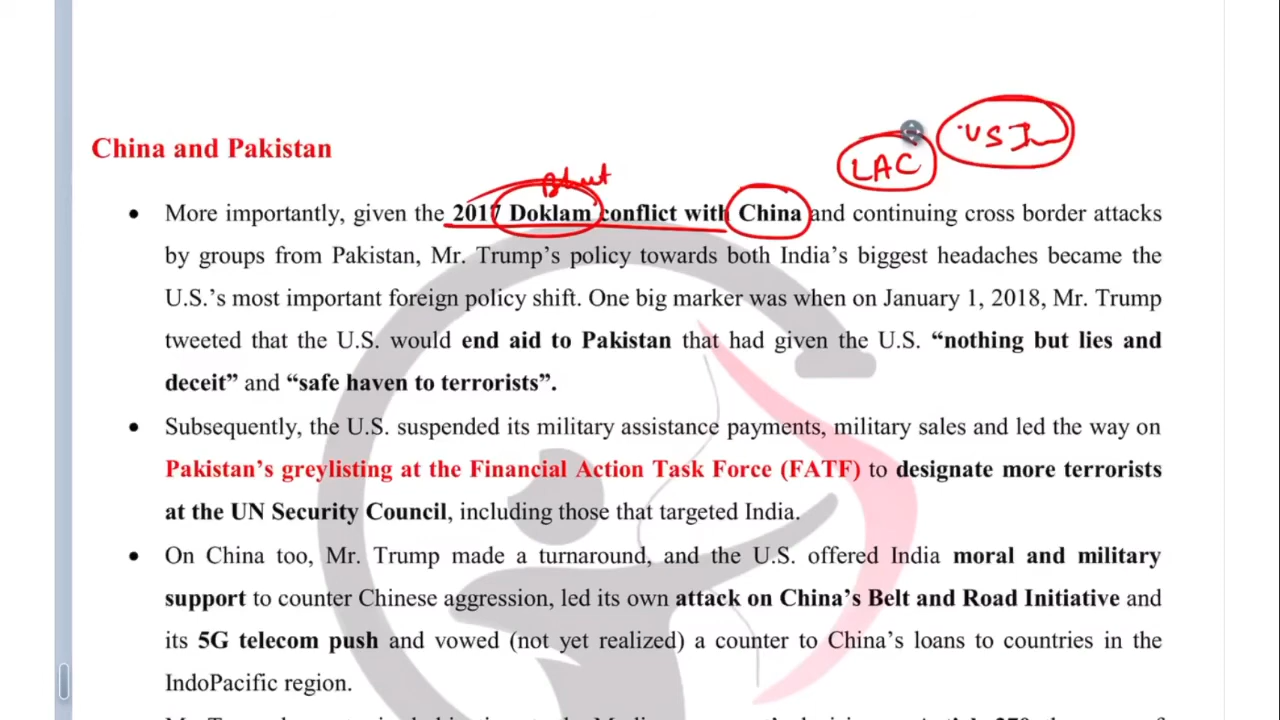 US In
LAC
China and Pakistan
Bhut
• More importantly, given the 2017 Doklam conflict with China and continuing cross border attacks
by groups from Pakistan, Mr. Trump’s policy towards both India’s biggest headaches became the
U.S.’s most important foreign policy shift. One big marker was when on January 1, 2018, Mr. Trump
tweeted that the U.S. would end aid to Pakistan that had given the U.S. “nothing but lies and
deceit” and “safe haven to terrorists”.
• Subsequently, the U.S. suspended its military assistance payments, military sales and led the way on
Pakistan’s greylisting at the Financial Action Task Force (FATF) to designate more terrorists
at the UN Security Council, including those that targeted India.
• On China too, Mr. Trump made a turnaround, and the U.S. offered India moral and military
support to counter Chinese aggression, led its own attack on China’s Belt and Road Initiative and
its 5G telecom push and vowed (not yet realized) a counter to China’s loans to countries in the
IndoPacific region.